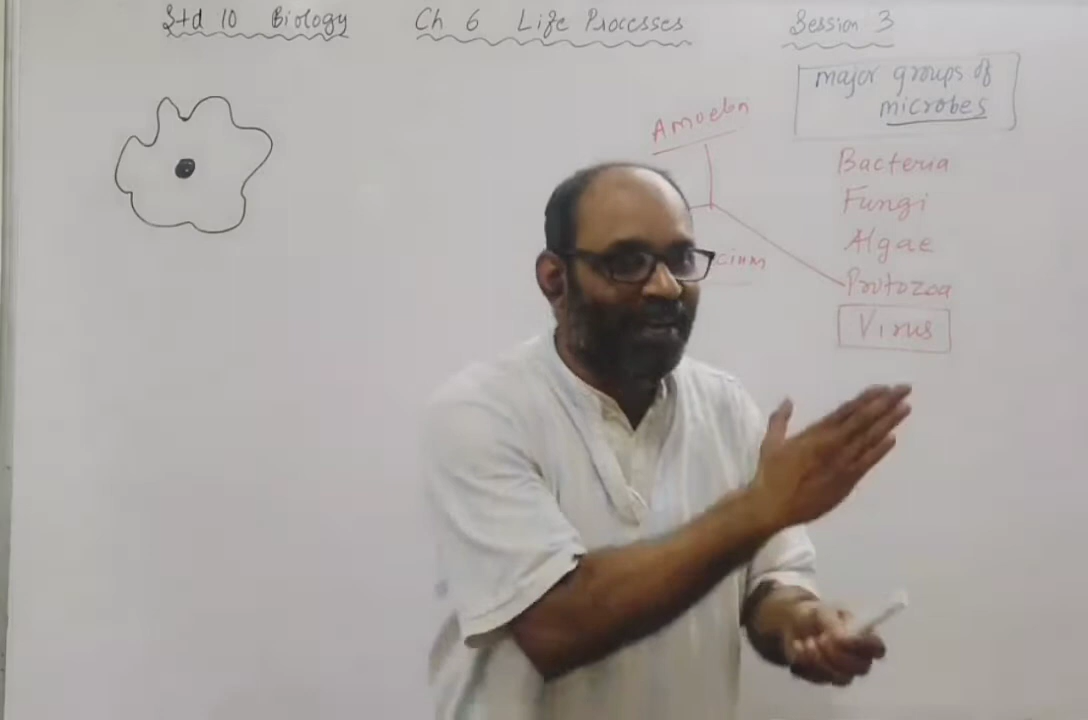 Std 10 Biology Ch 6 Life Processes Session 3
major groups of
microbes
Amoeba
Bacteria
Fungi
Algae
Protozoa
Virus